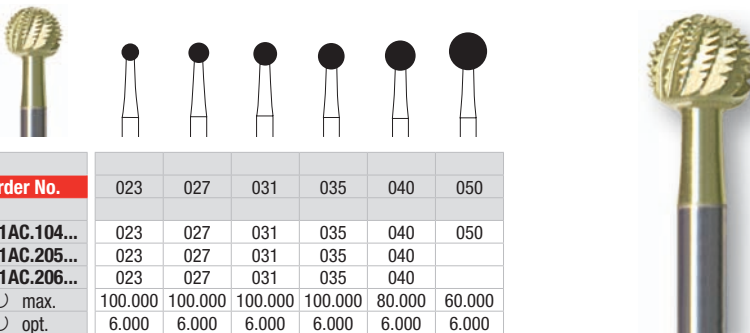 rder No. 023 027 031 035 040 050
1AC.104... 023 027 031 035 040 050
1AC.205... 023 027 031 035 040
1AC.206... 023 027 031 035 040
max. 100.000 100.000 100.000 100.000 80.000 60.000
opt. 6.000 6.000 6.000 6.000 6.000 6.000